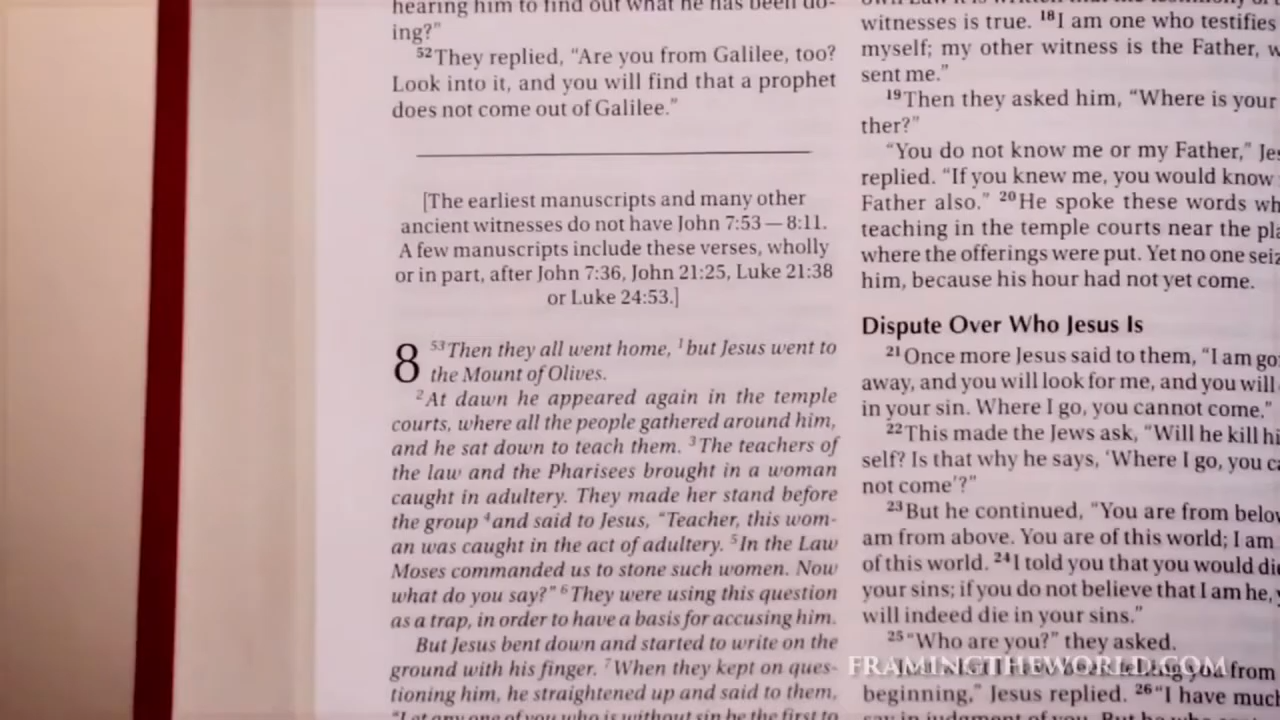 hearing him to find out what he has been do-
ing?”
52They replied, “Are you from Galilee, too?
Look into it, and you will find that a prophet
does not come out of Galilee.”
[The earliest manuscripts and many other
ancient witnesses do not have John 7:53—8:11.
A few manuscripts include these verses, wholly
or in part, after John 7:36, John 21:25, Luke 21:38
or Luke 24:53.]
8 53Then they all went home, 1but Jesus went to
the Mount of Olives.
2At dawn he appeared again in the temple
courts, where all the people gathered around him,
and he sat down to teach them. 3The teachers of
the law and the Pharisees brought in a woman
caught in adultery. They made her stand before
the group 4and said to Jesus, “Teacher, this wom-
an was caught in the act of adultery. 5In the Law
Moses commanded us to stone such women. Now
what do you say?” 6They were using this question
as a trap, in order to have a basis for accusing him.
But Jesus bent down and started to write on the
ground with his finger. 7When they kept on ques-
tioning him, he straightened up and said to them,
“Let any one of you who is without sin be the first to
witnesses is true. 18I am one who testifies
myself; my other witness is the Father,
sent me.”
19Then they asked him, “Where is your
ther?”
“You do not know me or my Father,”
replied. “If you knew me, you would know
Father also.” 20He spoke these words
teaching in the temple courts near the
where the offerings were put. Yet no one
him, because his hour had not yet come.
Dispute Over Who Jesus Is
21Once more Jesus said to them, “I am
away, and you will look for me, and you will
in your sin. Where I go, you cannot come.”
22This made the Jews ask, “Will he kill
self? Is that why he says, ‘Where I go, you
not come’?”
23But he continued, “You are from
am from above. You are of this world; I am
of this world. 24I told you that you would
your sins; if you do not believe that I am he,
will indeed die in your sins.”
25“Who are you?” they asked.
you from
beginning,” Jesus replied. 26“I have much
FRAMINGTHEWORLD.COM